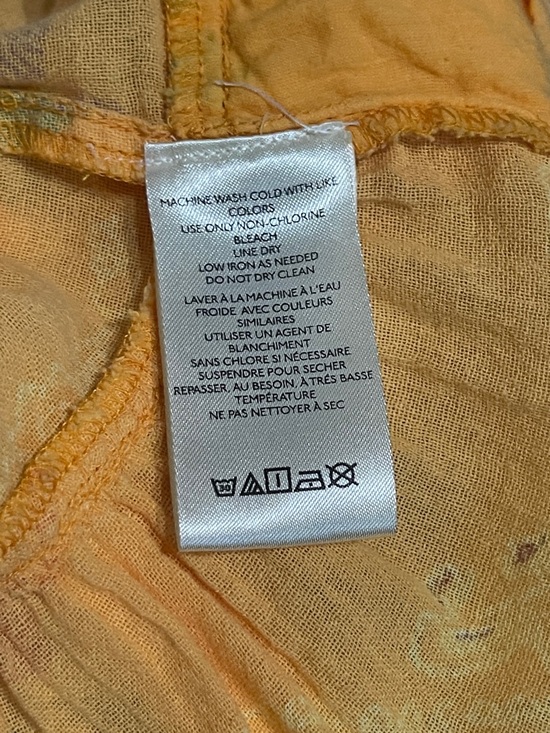 MACHINE WASH COLD WITH LIKE
COLORS
USE ONLY NON-CHLORINE
BLEACH
LINE DRY
LOW IRON AS NEEDED
DO NOT DRY CLEAN
LAVER À LA MACHINE À L'EAU
FROIDE AVEC COULEURS
SIMILAIRES
UTILISER UN AGENT DE
BLANCHIMENT
SANS CHLORE SI NÉCESSAIRE
SUSPENDRE POUR SECHER
REPASSER, AU BESOIN, À TRÉS BASSE
TEMPÉRATURE
NE PAS NETTOYER À SEC
30